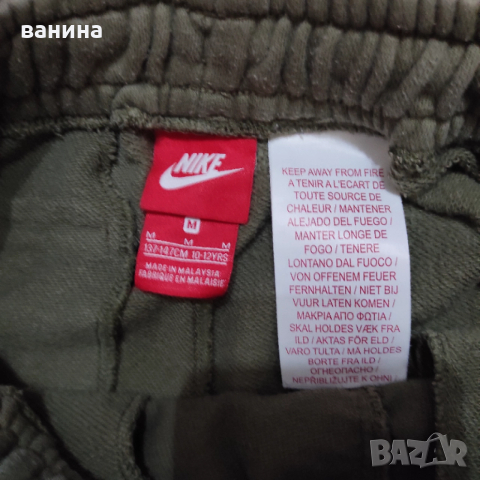 ванина
NIKE
M
M M M
137-147CM 10-12YRS
MADE IN MALAYSIA
FABRIQUE EN MALAISIE
KEEP AWAY FROM FIRE
A TENIR A L'ECART DE
TOUTE SOURCE DE
CHALEUR / MANTENER
ALEJADO DEL FUEGO /
MANTER LONGE DE
FOGO / TENERE
LONTANO DAL FUOCO /
VON OFFENEM FEUER
FERNHALTEN / NIET BIJ
VUUR LATEN KOMEN /
ΜΑΚΡΙΑ ΑΠΟ ΦΩΤΙΑ /
SKAL HOLDES VÆK FRA
ILD / AKTAS FÖR ELD /
VARO TULTA / MÅ HOLDES
BORTE FRA ILD /
ОГНЕОПАСНО /
NEPŘIBLIŽUJTE K OHNI
BAZAR